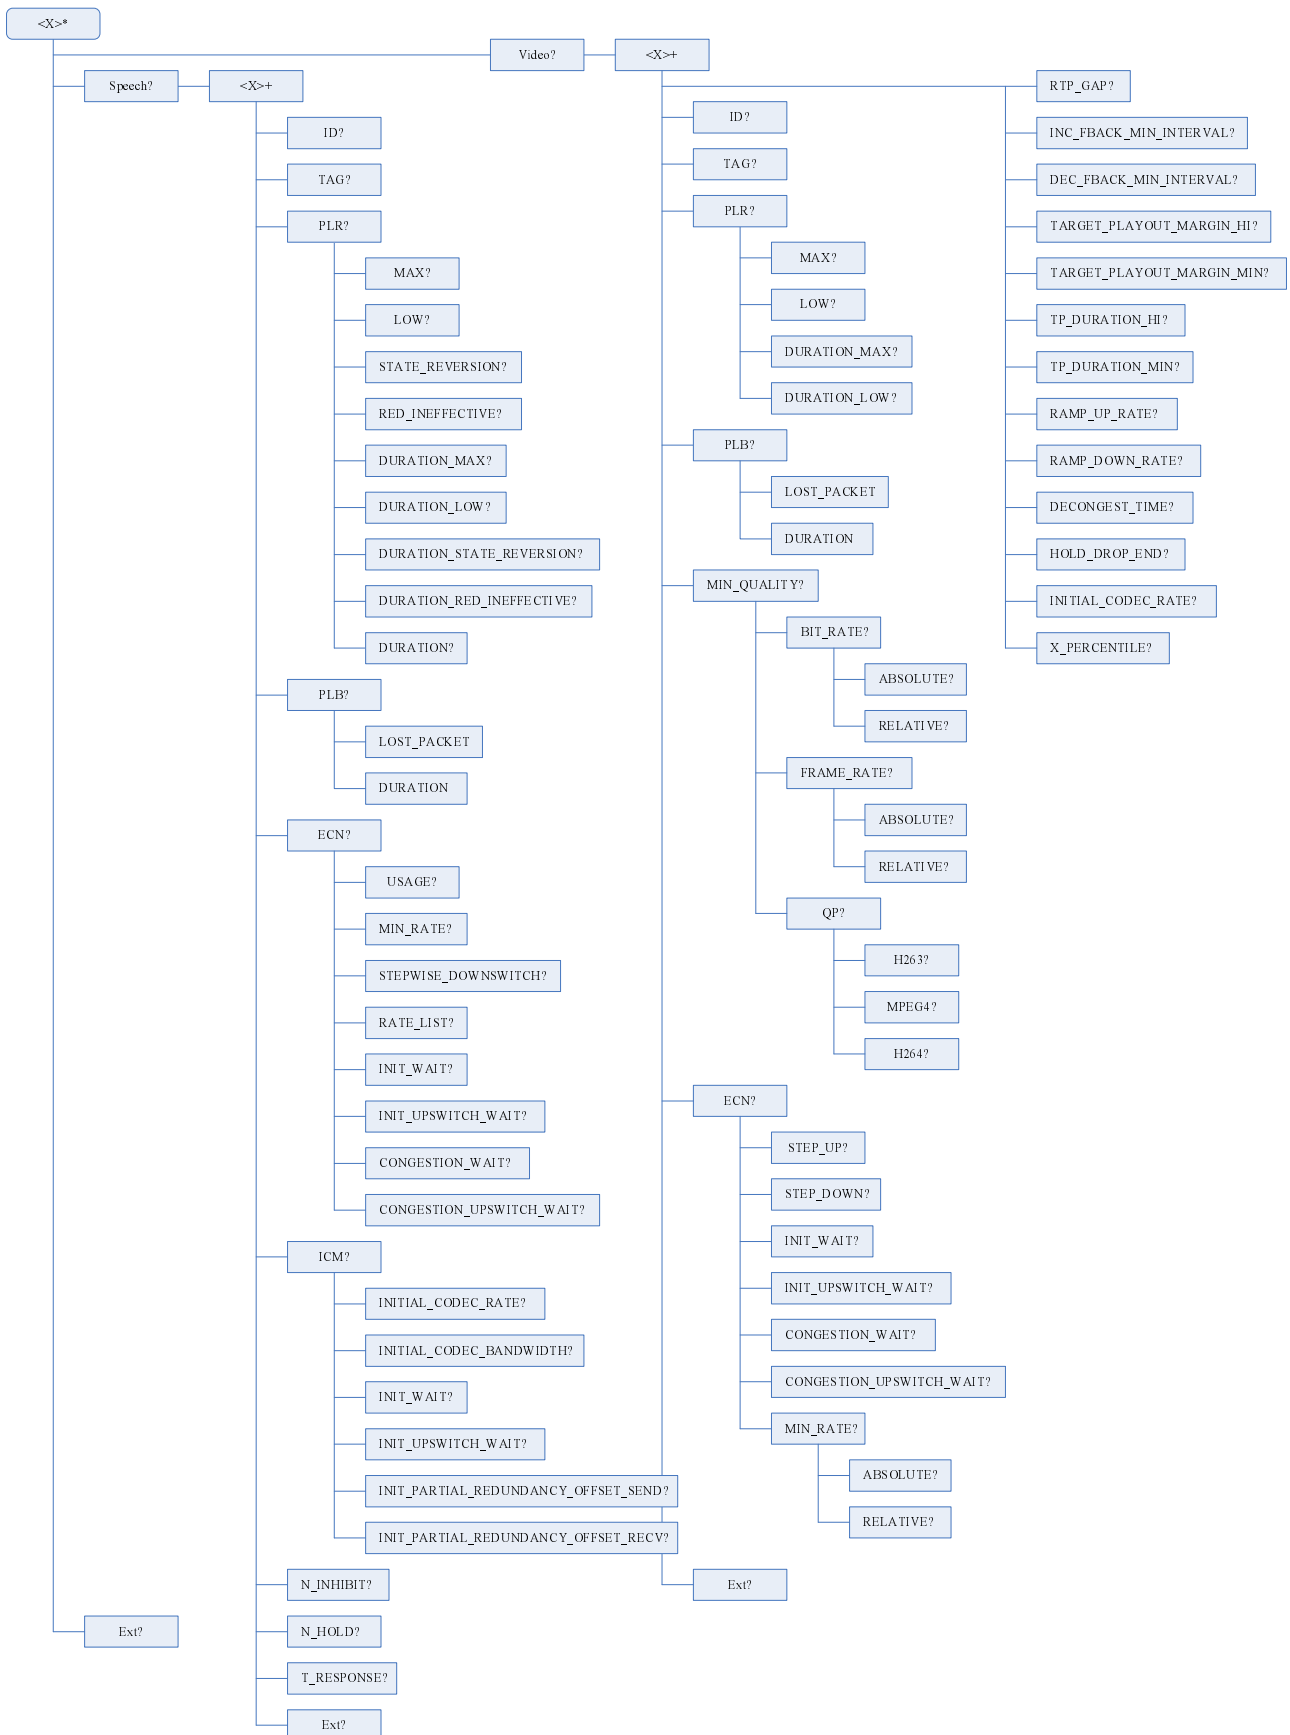 <X>*
Video?
<X>+
Speech?
<X>+
ID?
TAG?
PLR?
MAX?
LOW?
STATE_REVERSION?
RED_INEFFECTIVE?
DURATION_MAX?
DURATION_LOW?
DURATION_STATE_REVERSION?
DURATION_RED_INEFFECTIVE?
DURATION?
PLB?
LOST_PACKET
DURATION
ECN?
USAGE?
MIN_RATE?
STEPWISE_DOWNSWITCH?
RATE_LIST?
INIT_WAIT?
INIT_UPSWITCH_WAIT?
CONGESTION_WAIT?
CONGESTION_UPSWITCH_WAIT?
ICM?
INITIAL_CODEC_RATE?
INITIAL_CODEC_BANDWIDTH?
INIT_WAIT?
INIT_UPSWITCH_WAIT?
INIT_PARTIAL_REDUNDANCY_OFFSET_SEND?
INIT_PARTIAL_REDUNDANCY_OFFSET_RECV?
N_INHIBIT?
N_HOLD?
T_RESPONSE?
Ext?
Ext?
ID?
TAG?
PLR?
MAX?
LOW?
DURATION_MAX?
DURATION_LOW?
PLB?
LOST_PACKET
DURATION
MIN_QUALITY?
BIT_RATE?
ABSOLUTE?
RELATIVE?
FRAME_RATE?
ABSOLUTE?
RELATIVE?
QP?
H263?
MPEG4?
H264?
ECN?
STEP_UP?
STEP_DOWN?
INIT_WAIT?
INIT_UPSWITCH_WAIT?
CONGESTION_WAIT?
CONGESTION_UPSWITCH_WAIT?
MIN_RATE?
ABSOLUTE?
RELATIVE?
Ext?
RTP_GAP?
INC_FBACK_MIN_INTERVAL?
DEC_FBACK_MIN_INTERVAL?
TARGET_PLAYOUT_MARGIN_HI?
TARGET_PLAYOUT_MARGIN_MIN?
TP_DURATION_HI?
TP_DURATION_MIN?
RAMP_UP_RATE?
RAMP_DOWN_RATE?
DECONGEST_TIME?
HOLD_DROP_END?
INITIAL_CODEC_RATE?
X_PERCENTILE?